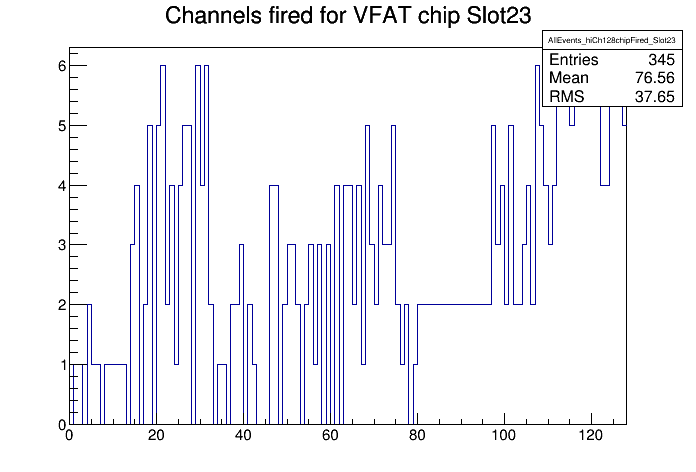 Channels fired for VFAT chip Slot23
AllEvents_hiCh128chipFired_Slot23
Entries 345
Mean 76.56
RMS 37.65
6
5
4
3
2
1
0
0 20 40 60 80 100 120